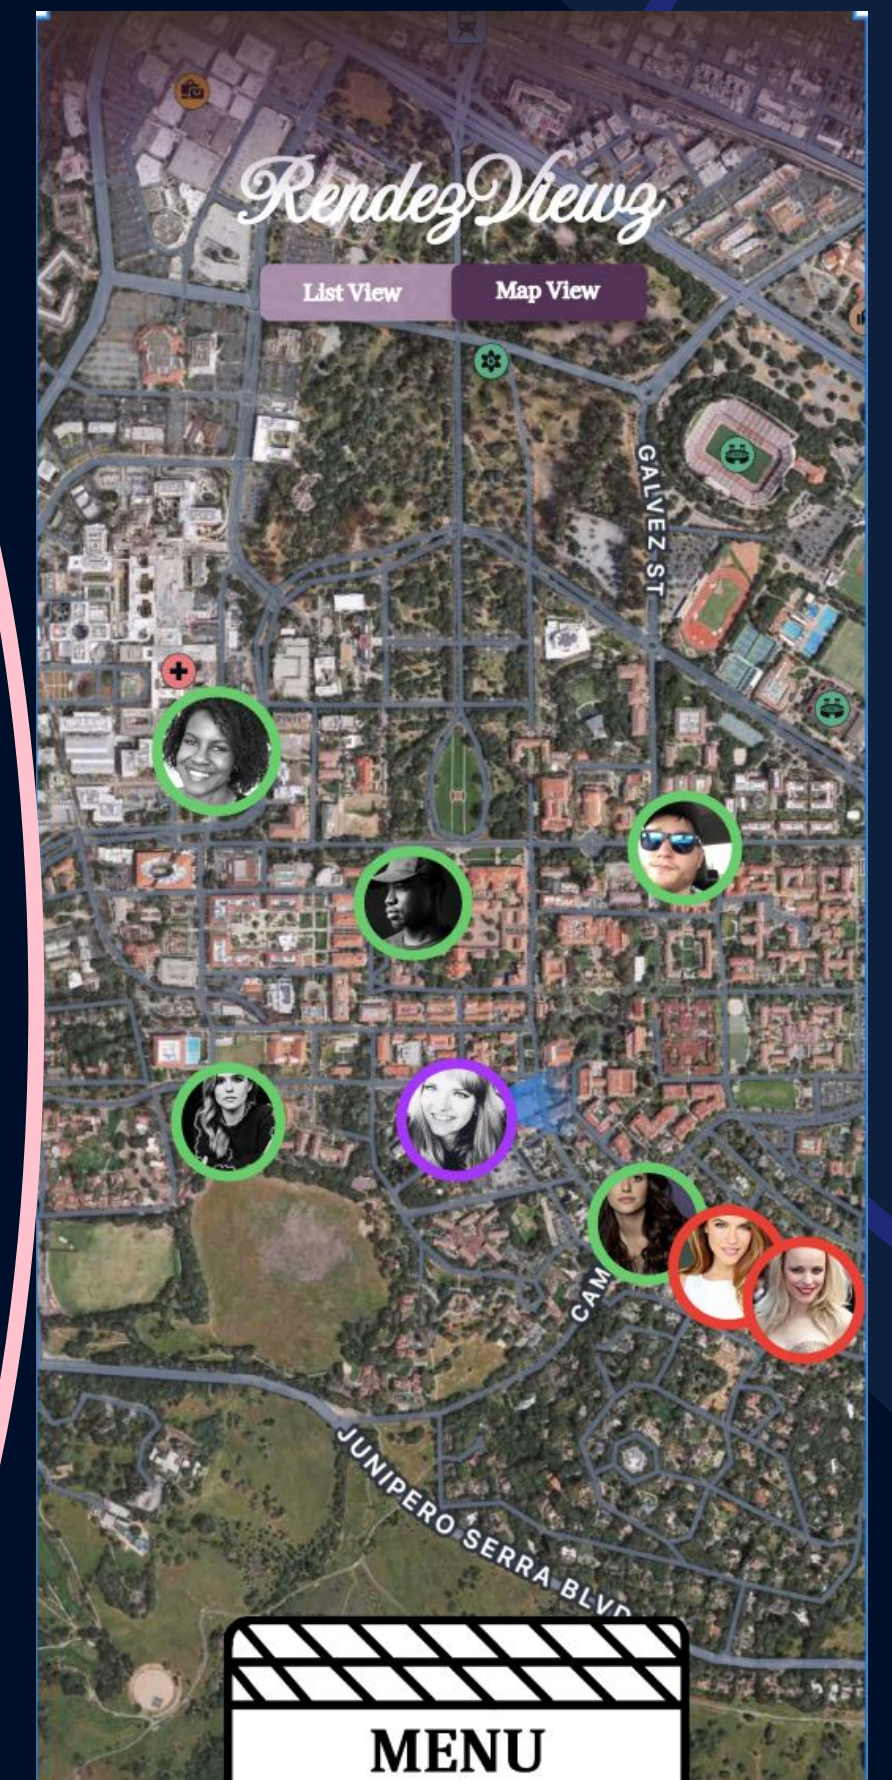 RendezViewz
List View
Map View
GALVEZ ST
CAM
JUNIPERO SERRA BLVD
MENU